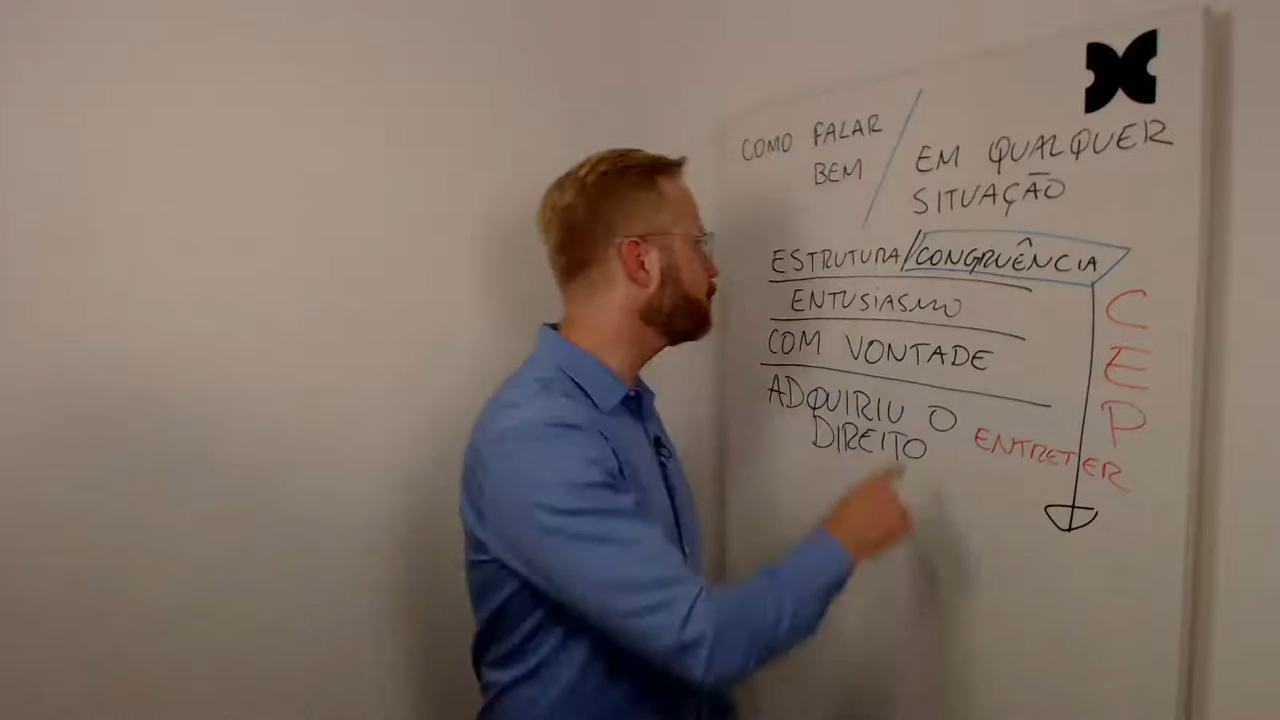 COMO FALAR
BEM
/ EM QUALQUER
SITUAÇÃO
ESTRUTURA/CONGRUÊNCIA
ENTUSIASMO
COM VONTADE
ADQUIRIU O
DIREITO
ENTRETER
C
E
P